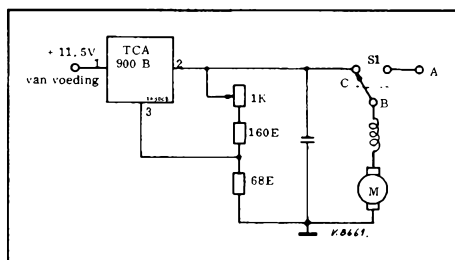 + 11,5V
van voeding
1
TCA
900 B
2
3
1K
160E
68E
S1
C
A
B
M
V.8661.